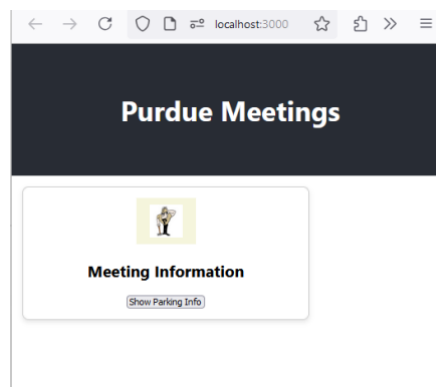 localhost:3000
Purdue Meetings
Meeting Information
Show Parking Info